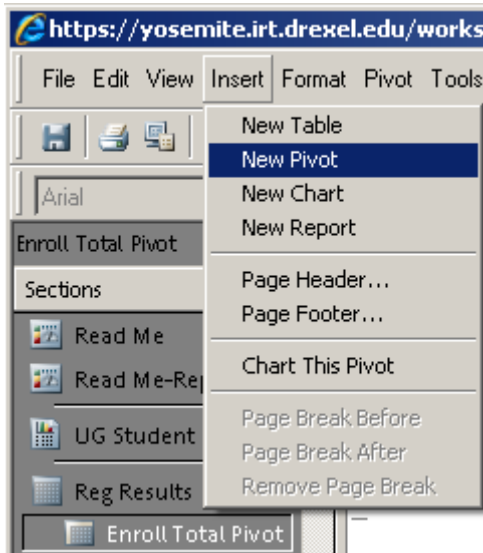 https://yosemite.irt.drexel.edu/works
File Edit View Insert Format Pivot Tools
New Table
New Pivot
New Chart
New Report
Page Header...
Page Footer...
Chart This Pivot
Page Break Before
Page Break After
Remove Page Break
Arial
Enroll Total Pivot
Sections
Read Me
Read Me-Rep
UG Student
Reg Results
Enroll Total Pivot